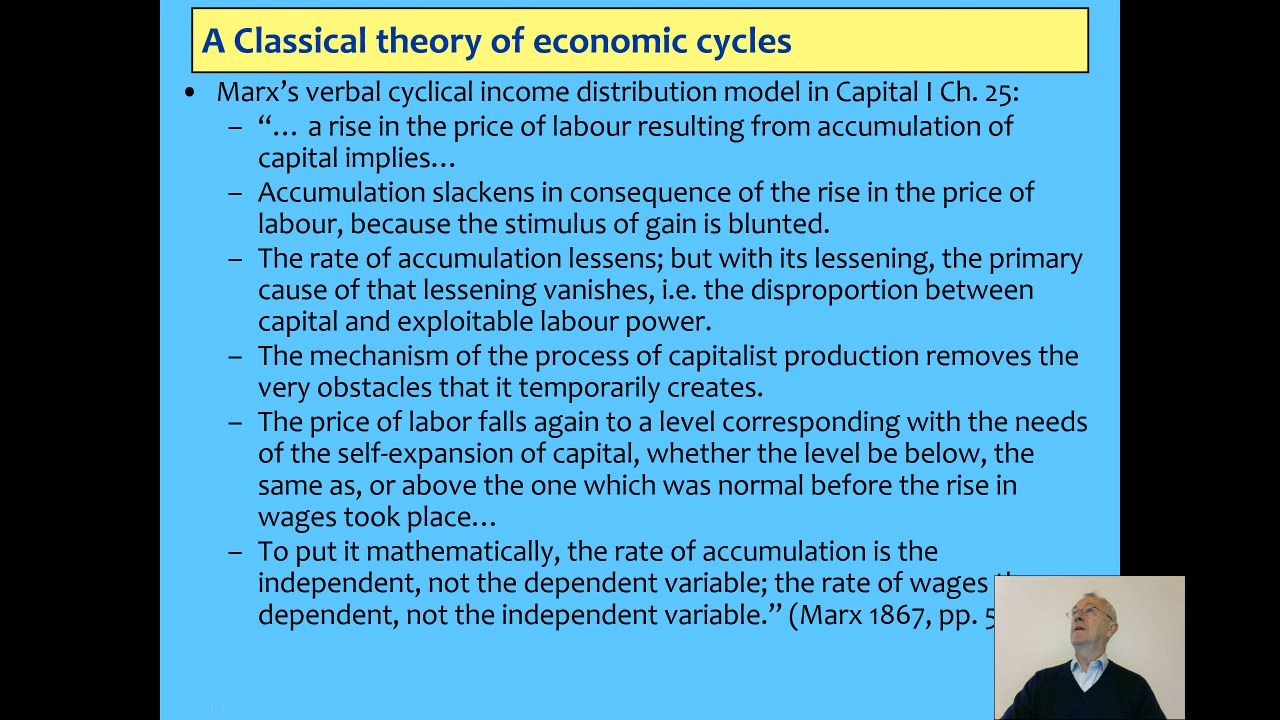 A Classical theory of economic cycles
• Marx’s verbal cyclical income distribution model in Capital I Ch. 25:
– “… a rise in the price of labour resulting from accumulation of
capital implies…
– Accumulation slackens in consequence of the rise in the price of
labour, because the stimulus of gain is blunted.
– The rate of accumulation lessens; but with its lessening, the primary
cause of that lessening vanishes, i.e. the disproportion between
capital and exploitable labour power.
– The mechanism of the process of capitalist production removes the
very obstacles that it temporarily creates.
– The price of labor falls again to a level corresponding with the needs
of the self-expansion of capital, whether the level be below, the
same as, or above the one which was normal before the rise in
wages took place…
– To put it mathematically, the rate of accumulation is the
independent, not the dependent variable; the rate of wages
dependent, not the independent variable.” (Marx 1867, pp.